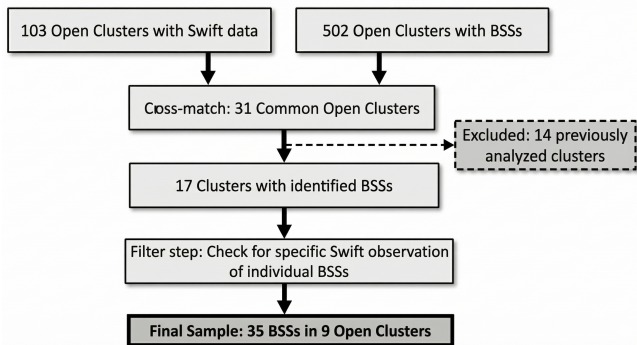 103 Open Clusters with Swift data
502 Open Clusters with BSSs
Cross-match: 31 Common Open Clusters
Excluded: 14 previously
analyzed clusters
17 Clusters with identified BSSs
Filter step: Check for specific Swift observation
of individual BSSs
Final Sample: 35 BSSs in 9 Open Clusters